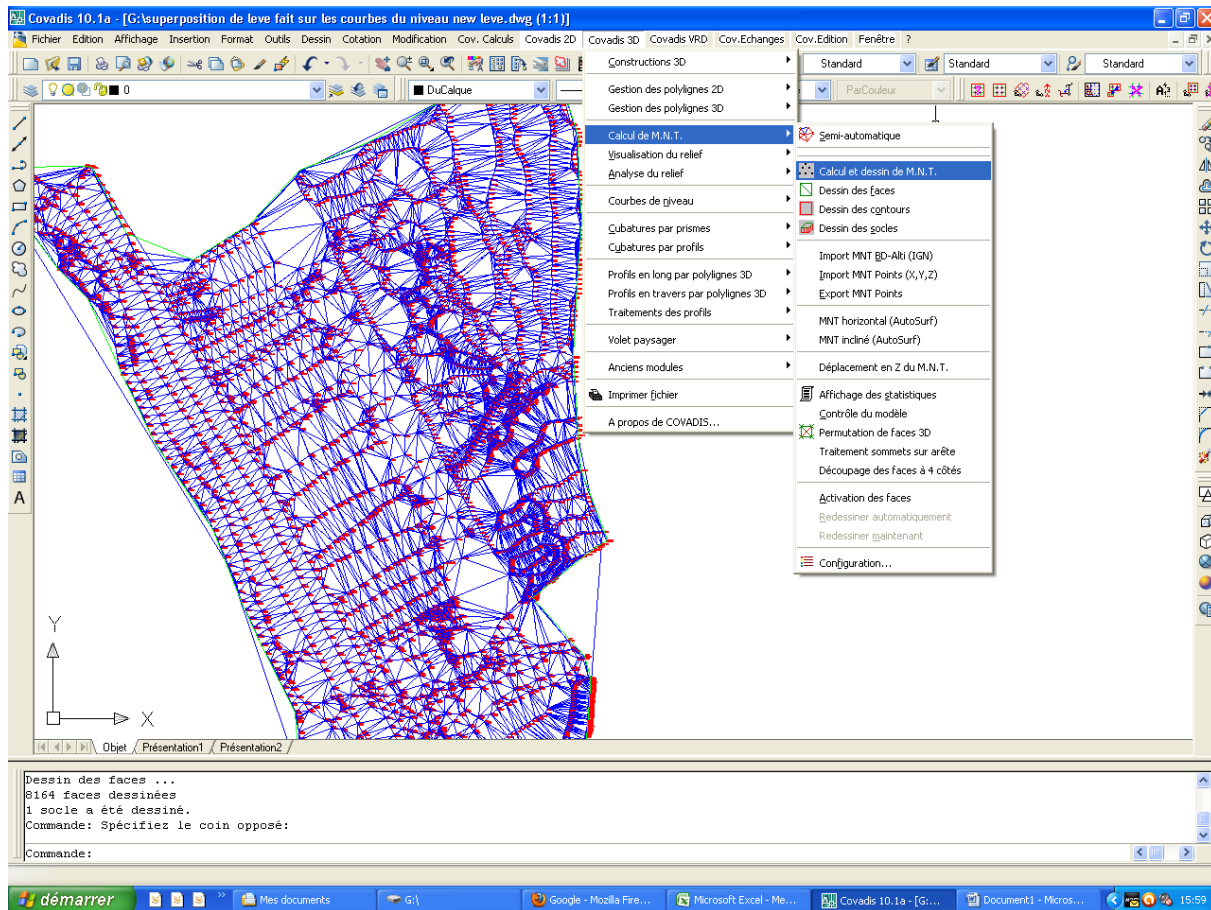 Covadis 10.1a - [G:\superposition de leve fait sur les courbes du niveau new leve.dwg (1:1)]
Fichier Edition Affichage Insertion Format Outils Dessin Cotation Modification Cov. Calculs Covadis 2D Covadis 3D Covadis VRD Cov.Echanges Cov.Edition Fenêtre ?
Standard Standard Standard
0 DuCalque ParCouleur
Constructions 3D
Gestion des polylignes 2D
Gestion des polylignes 3D
Calcul de M.N.T.
Visualisation du relief
Analyse du relief
Courbes de niveau
Cubatures par prismes
Cubatures par profils
Profils en long par polylignes 3D
Profils en travers par polylignes 3D
Traitements des profils
Volet paysager
Anciens modules
Imprimer fichier
A propos de COVADIS...
Semi-automatique
Calcul et dessin de M.N.T.
Dessin des faces
Dessin des contours
Dessin des socles
Import MNT BD-Alti (IGN)
Import MNT Points (X,Y,Z)
Export MNT Points
MNT horizontal (AutoSurf)
MNT incliné (AutoSurf)
Déplacement en Z du M.N.T.
Affichage des statistiques
Contrôle du modèle
Permutation de faces 3D
Traitement sommets sur arête
Découpage des faces à 4 côtés
Activation des faces
Redessiner automatiquement
Redessiner maintenant
Configuration...
A
Y
X
Objet Présentation1 Présentation2
Dessin des faces ...
8164 faces dessinées
1 socle a été dessiné.
Commande: Spécifiez le coin opposé:
Commande:
démarrer Mes documents G:\ Google - Mozilla Fire... Microsoft Excel - Me... Covadis 10.1a - [G:... Document1 - Micros... 15:59